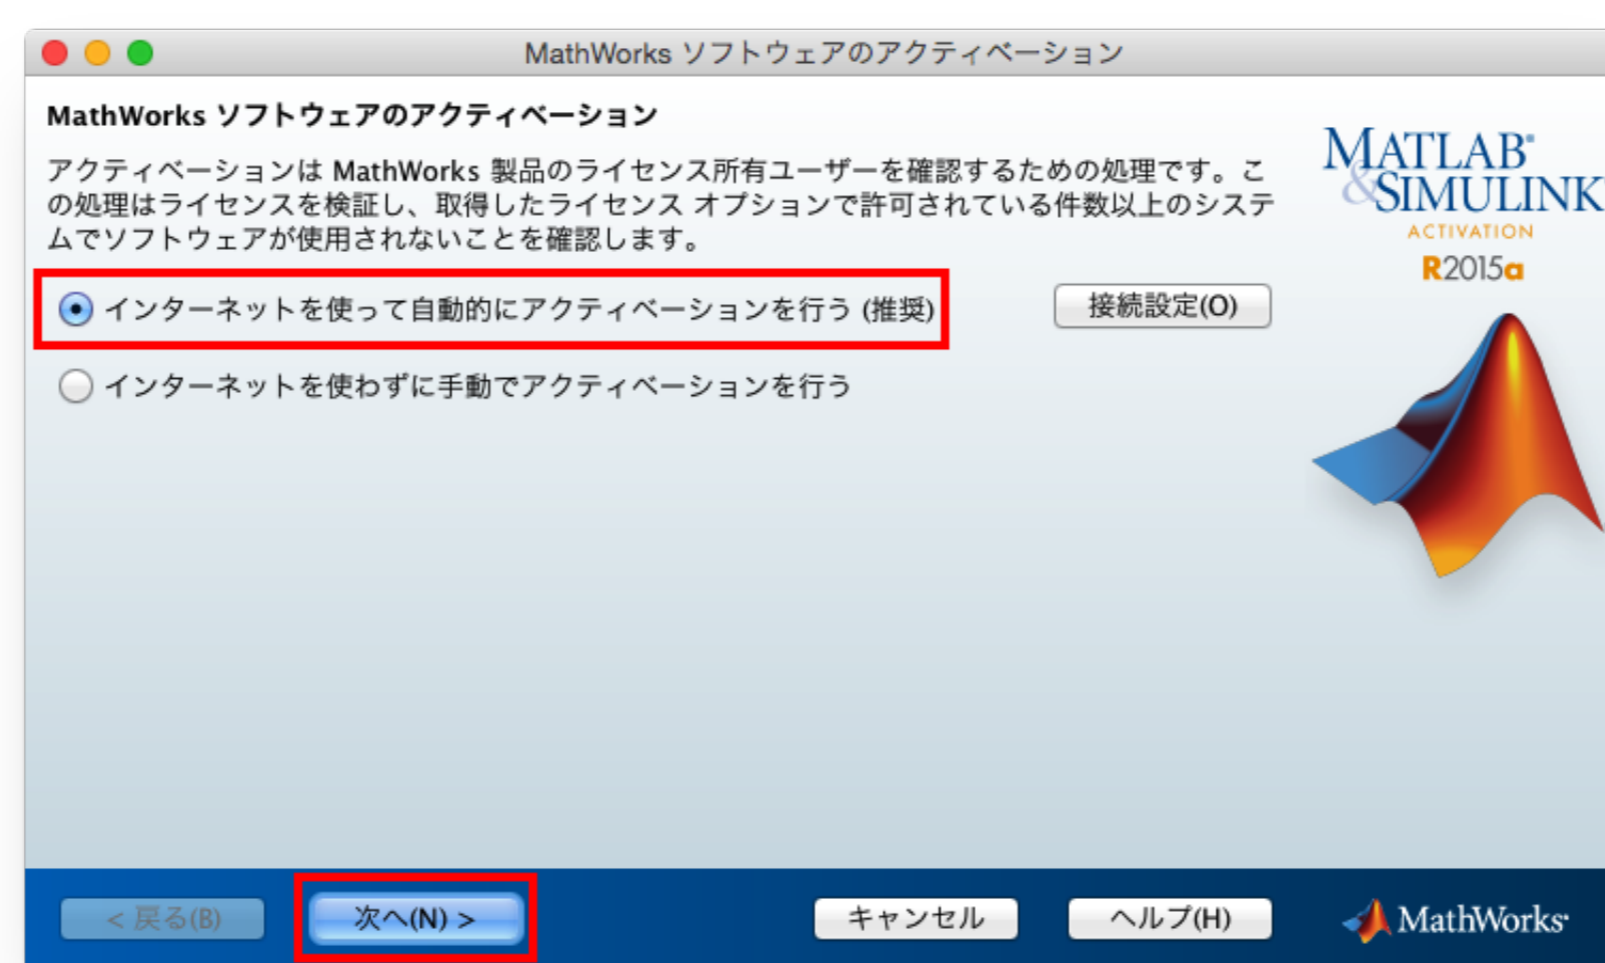 MathWorks ソフトウェアのアクティベーション
MathWorks ソフトウェアのアクティベーション
アクティベーションは MathWorks 製品のライセンス所有ユーザーを確認するための処理です。こ
の処理はライセンスを検証し、取得したライセンス オプションで許可されている件数以上のシステ
ムでソフトウェアが使用されないことを確認します。
MATLAB®
&SIMULINK
ACTIVATION
R2015a
インターネットを使って自動的にアクティベーションを行う (推奨)
接続設定(O)
インターネットを使わずに手動でアクティベーションを行う
< 戻る(B)
次へ(N) >
キャンセル
ヘルプ(H)
MathWorks®